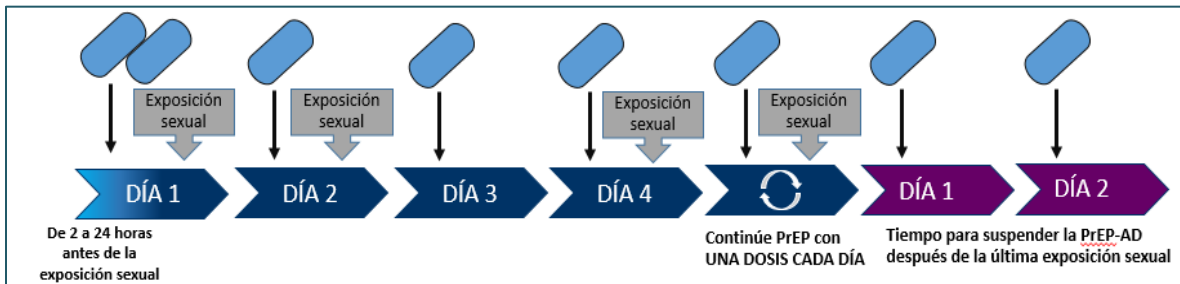 Exposición
sexual
Exposición
sexual
Exposición
sexual
Exposición
sexual
DÍA 1
DÍA 2
DÍA 3
DÍA 4
DÍA 1
DÍA 2
De 2 a 24 horas
antes de la
exposición sexual
Continúe PrEP con
UNA DOSIS CADA DÍA
Tiempo para suspender la PrEP-AD
después de la última exposición sexual